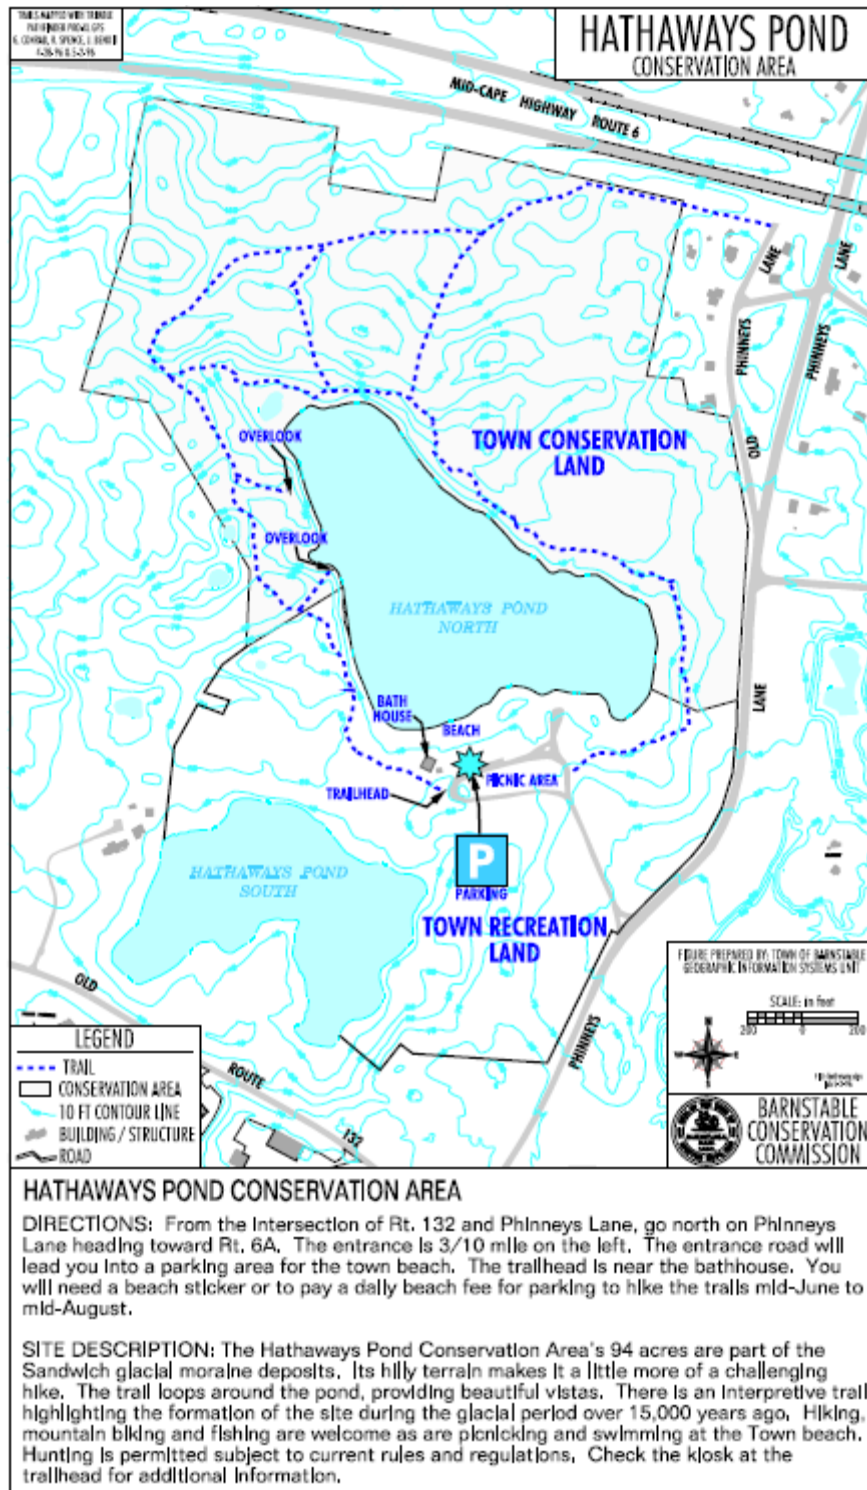 TRAILS MAPPED WITH TRIMBLE
PATHFINDER PROXL GPS
HATHAWAYS POND
CONSERVATION AREA
MID-CAPE HIGHWAY ROUTE 6
LANE
LANE
PHINNEYS
PHINNEYS
OLD
OVERLOOK
TOWN CONSERVATION
LAND
OVERLOOK
HATHAWAYS POND
NORTH
BATH
HOUSE
BEACH
LANE
PICNIC AREA
TRAILHEAD
P
PARKING
HATHAWAYS POND
SOUTH
TOWN RECREATION
LAND
OLD
ROUTE
132
PHINNEYS
FIGURE PREPARED BY: TOWN OF BARNSTABLE
GEOGRAPHIC INFORMATION SYSTEMS UNIT
SCALE: in feet
200 0 200
N
W E
S
LEGEND
TRAIL
CONSERVATION AREA
10 FT CONTOUR LINE
BUILDING / STRUCTURE
ROAD
BARNSTABLE
CONSERVATION
COMMISSION
HATHAWAYS POND CONSERVATION AREA
DIRECTIONS: From the intersection of Rt. 132 and Phinneys Lane, go north on Phinneys
Lane heading toward Rt. 6A. The entrance is 3/10 mile on the left. The entrance road will
lead you into a parking area for the town beach. The trailhead is near the bathhouse. You
will need a beach sticker or to pay a daily beach fee for parking to hike the trails mid-June to
mid-August.
SITE DESCRIPTION: The Hathaways Pond Conservation Area's 94 acres are part of the
Sandwich glacial moraine deposits. Its hilly terrain makes it a little more of a challenging
hike. The trail loops around the pond, providing beautiful vistas. There is an interpretive trail
highlighting the formation of the site during the glacial period over 15,000 years ago. Hiking,
mountain biking and fishing are welcome as are picnicking and swimming at the Town beach.
Hunting is permitted subject to current rules and regulations. Check the kiosk at the
trailhead for additional information.